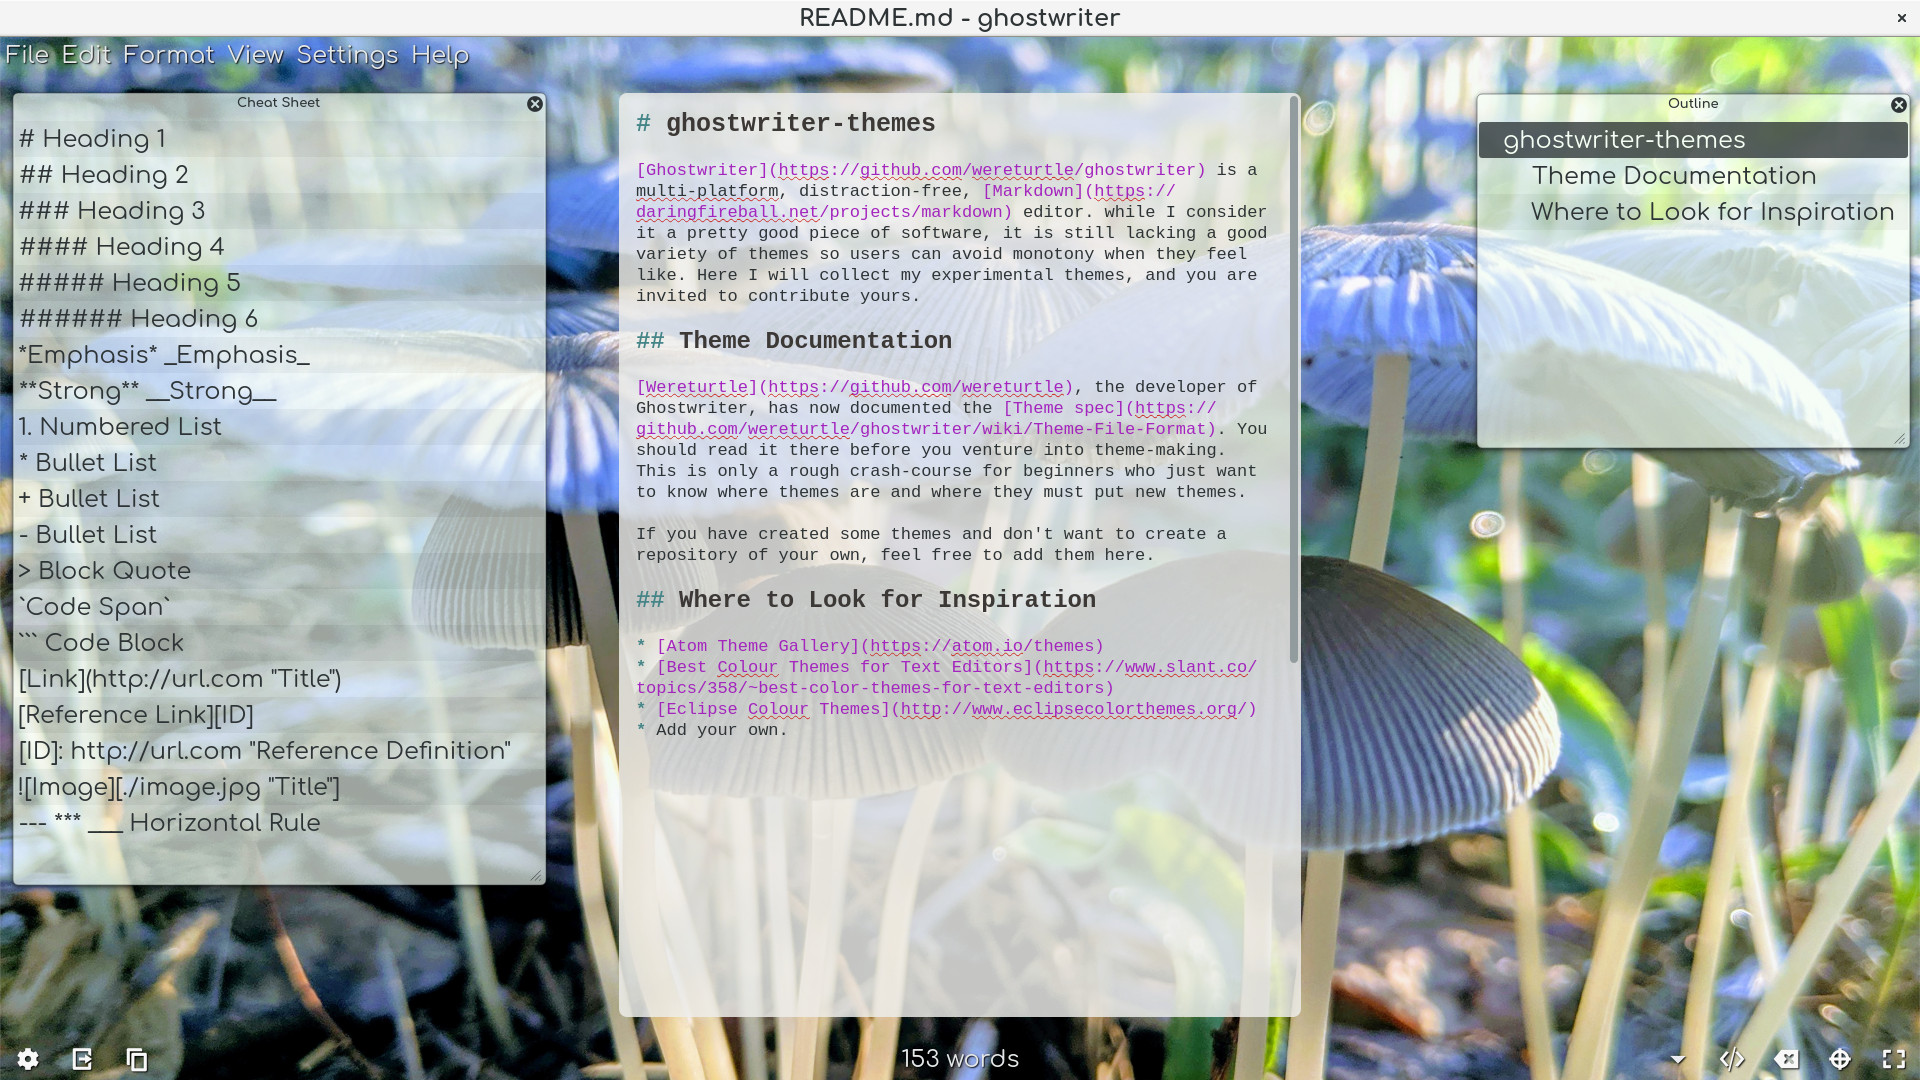 README.md - ghostwriter
File Edit Format View Settings Help
Cheat Sheet
# Heading 1
## Heading 2
### Heading 3
#### Heading 4
##### Heading 5
###### Heading 6
*Emphasis* _Emphasis_
**Strong** __Strong__
1. Numbered List
* Bullet List
+ Bullet List
- Bullet List
> Block Quote
`Code Span`
``` Code Block
[Link](http://url.com "Title")
[Reference Link][ID]
[ID]: http://url.com "Reference Definition"
![Image][./image.jpg "Title"]
--- *** ___ Horizontal Rule
# ghostwriter-themes
[Ghostwriter](https://github.com/wereturtle/ghostwriter) is a
multi-platform, distraction-free, [Markdown](https://
daringfireball.net/projects/markdown) editor. while I consider
it a pretty good piece of software, it is still lacking a good
variety of themes so users can avoid monotony when they feel
like. Here I will collect my experimental themes, and you are
invited to contribute yours.
## Theme Documentation
[Wereturtle](https://github.com/wereturtle), the developer of
Ghostwriter, has now documented the [Theme spec](https://
github.com/wereturtle/ghostwriter/wiki/Theme-File-Format). You
should read it there before you venture into theme-making.
This is only a rough crash-course for beginners who just want
to know where themes are and where they must put new themes.
If you have created some themes and don't want to create a
repository of your own, feel free to add them here.
## Where to Look for Inspiration
* [Atom Theme Gallery](https://atom.io/themes)
* [Best Colour Themes for Text Editors](https://www.slant.co/
topics/358/~best-color-themes-for-text-editors)
* [Eclipse Colour Themes](http://www.eclipsecolorthemes.org/)
* Add your own.
Outline
ghostwriter-themes
Theme Documentation
Where to Look for Inspiration
153 words